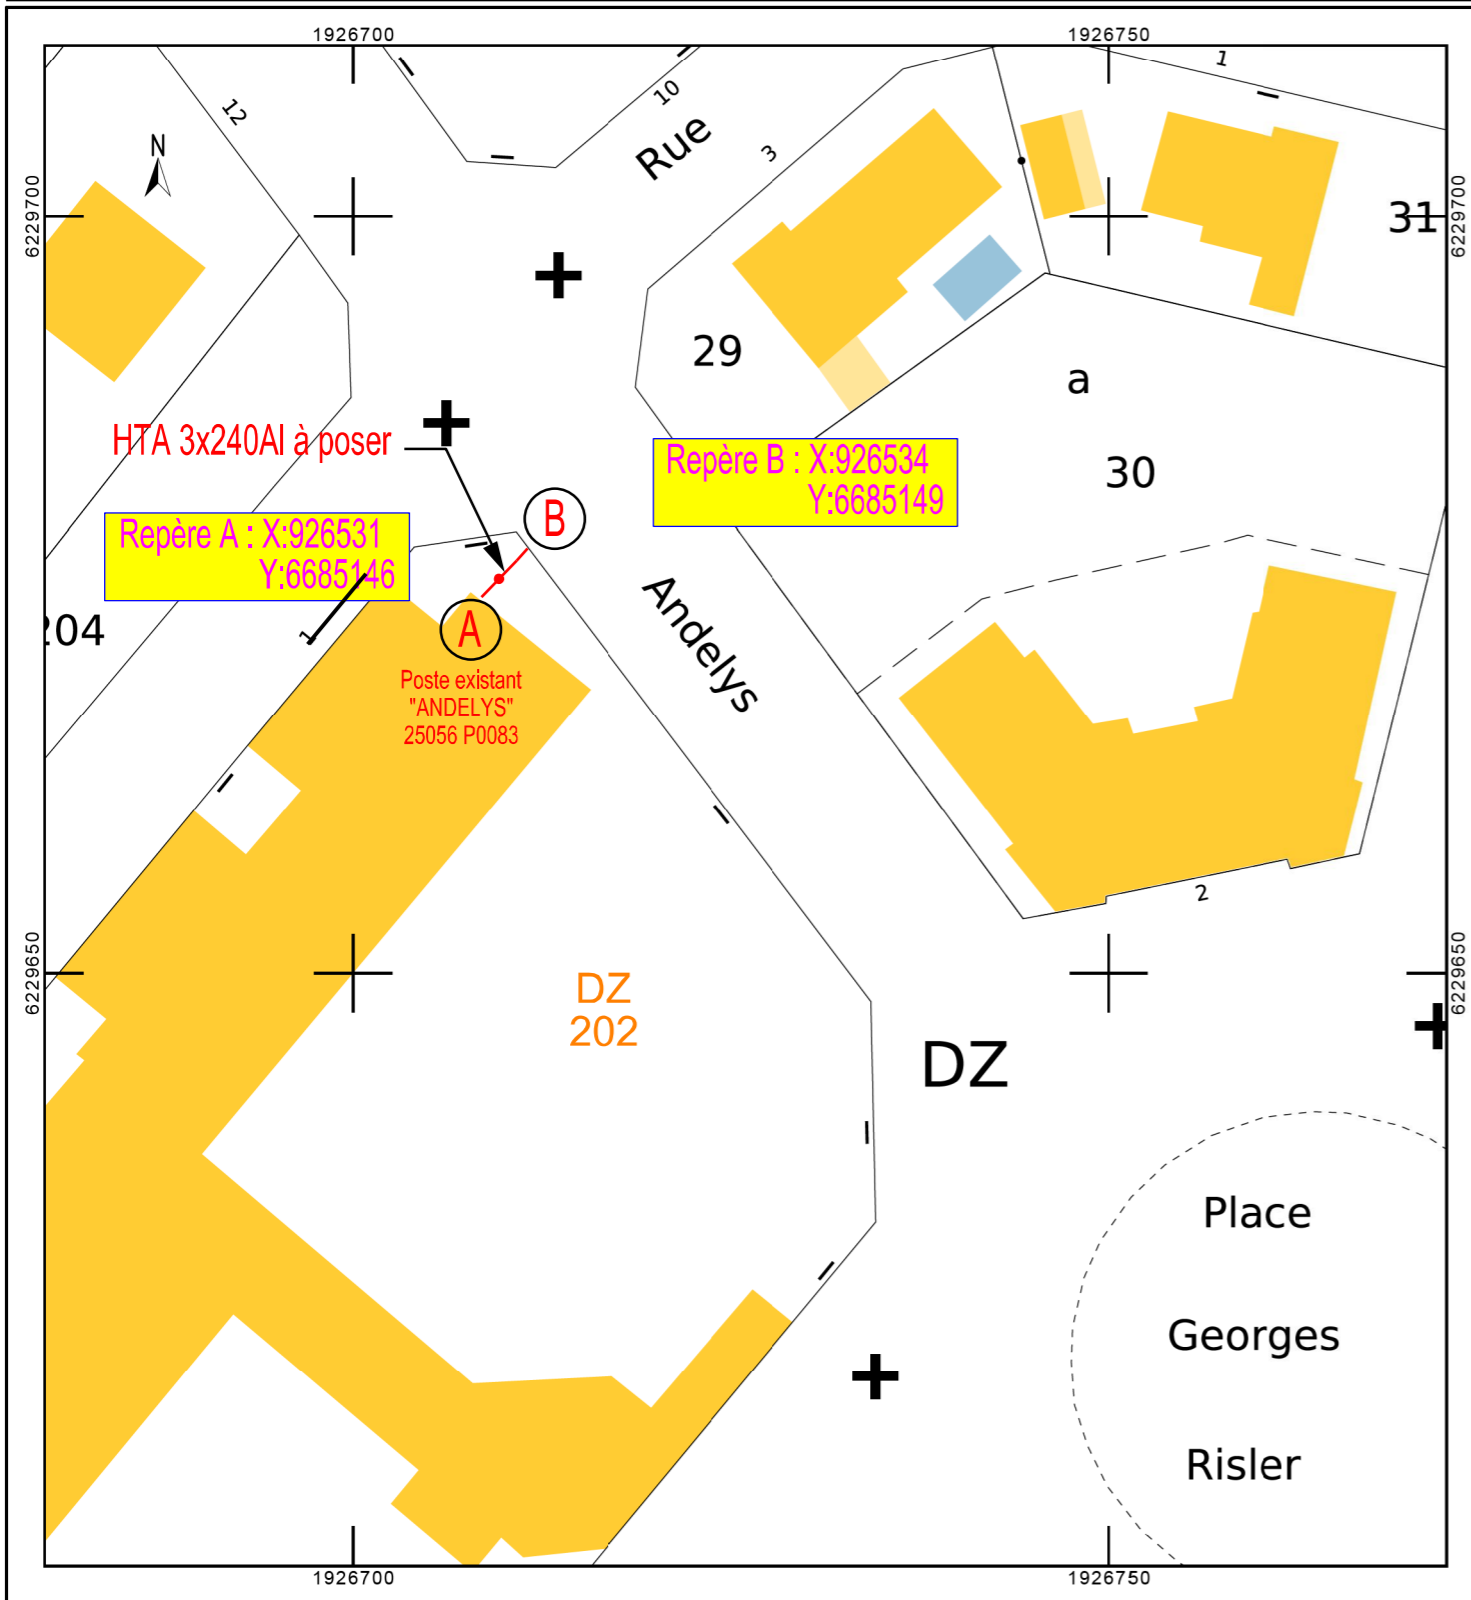 1926700
1926750
1
12
10
Rue
3
N
6229700
6229700
31
29
a
HTA 3x240Al à poser
30
Repère B : X:926534
Y:6685149
Repère A : X:926531
Y:6685146
B
204
1
A
Andelys
Poste existant
"ANDELYS"
25056 P0083
2
6229650
6229650
DZ
202
DZ
Place
Georges
Risler
1926700
1926750